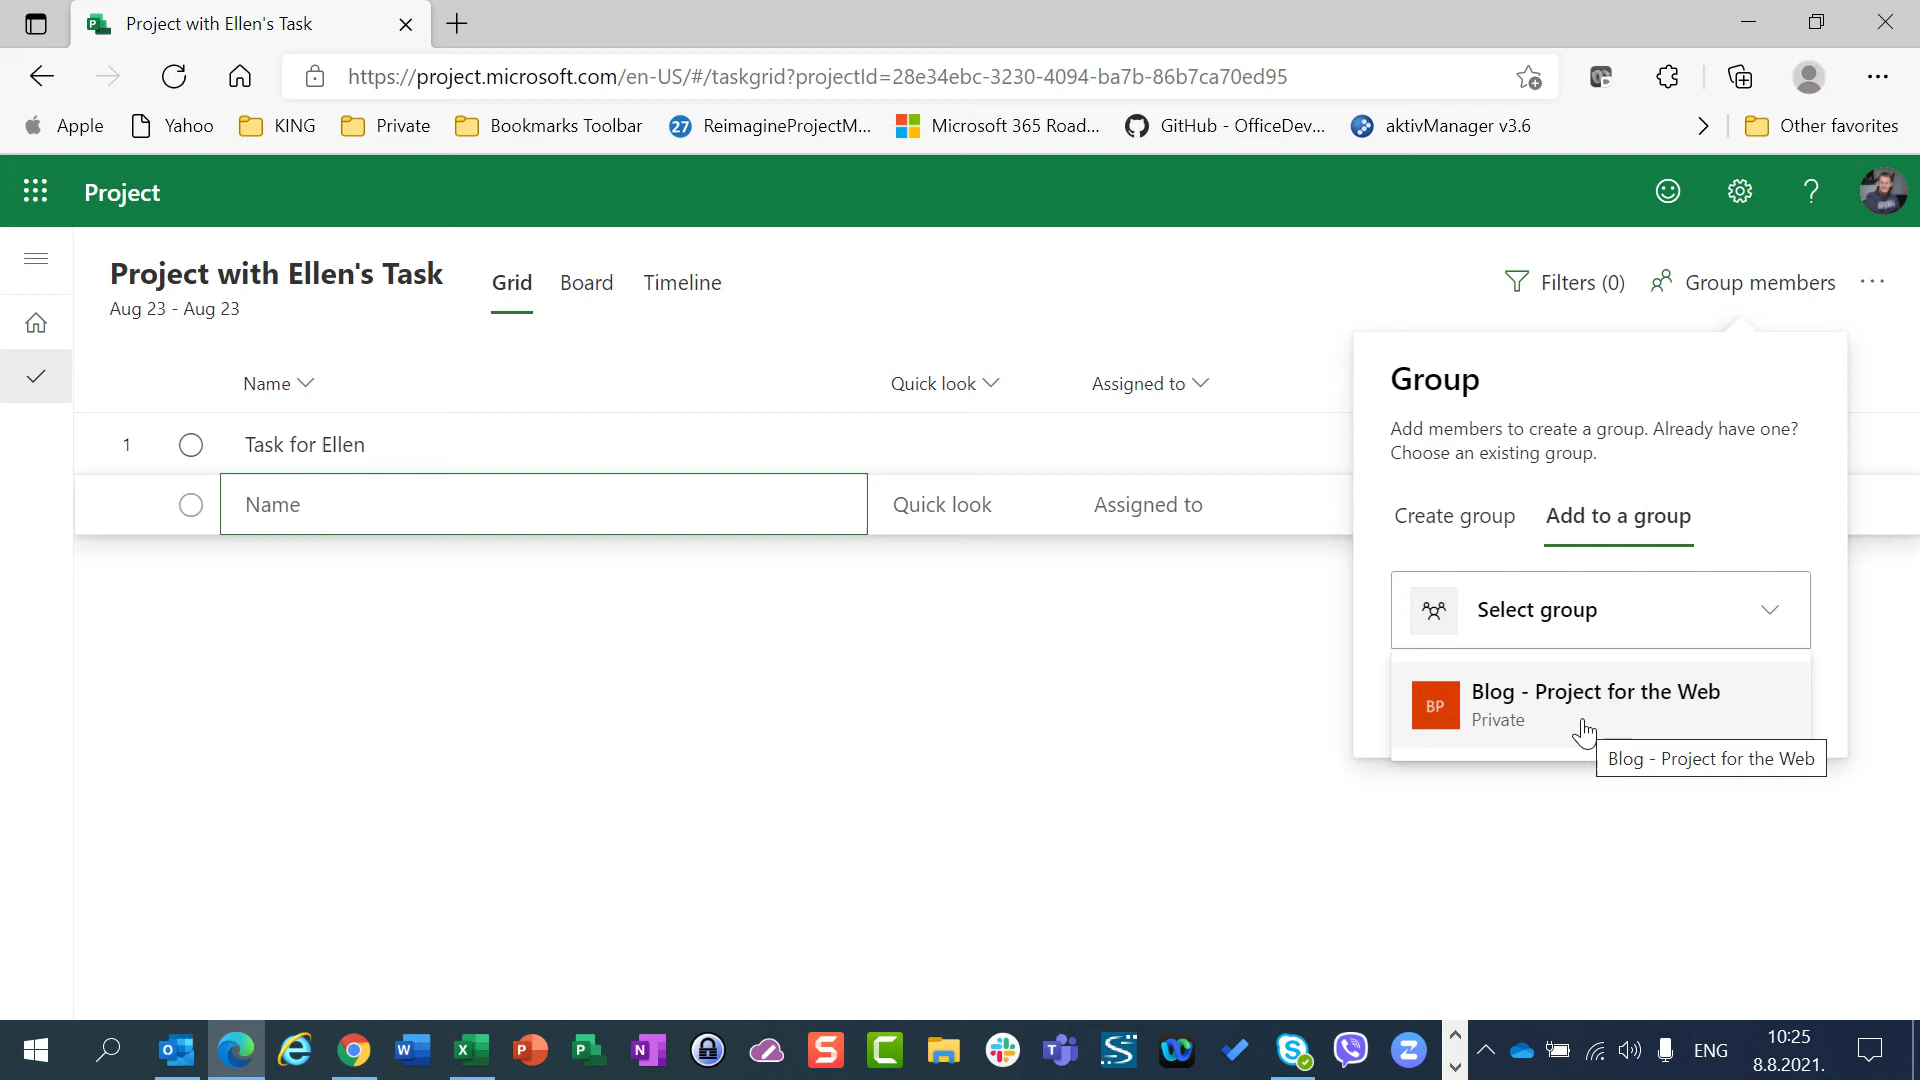 Project with Ellen's Task
https://project.microsoft.com/en-US/#/taskgrid?projectId=28e34ebc-3230-4094-ba7b-86b7ca70ed95
Apple Yahoo KING Private Bookmarks Toolbar 27 ReimagineProjectM... Microsoft 365 Road... GitHub - OfficeDev... aktivManager v3.6 Other favorites
Project
Project with Ellen's Task
Aug 23 - Aug 23
Grid Board Timeline
Filters (0) Group members
Name Quick look Assigned to
1 Task for Ellen
Name Quick look Assigned to
Group
Add members to create a group. Already have one?
Choose an existing group.
Create group Add to a group
Select group
BP Blog - Project for the Web
Private
Blog - Project for the Web
ENG
10:25
8.8.2021.